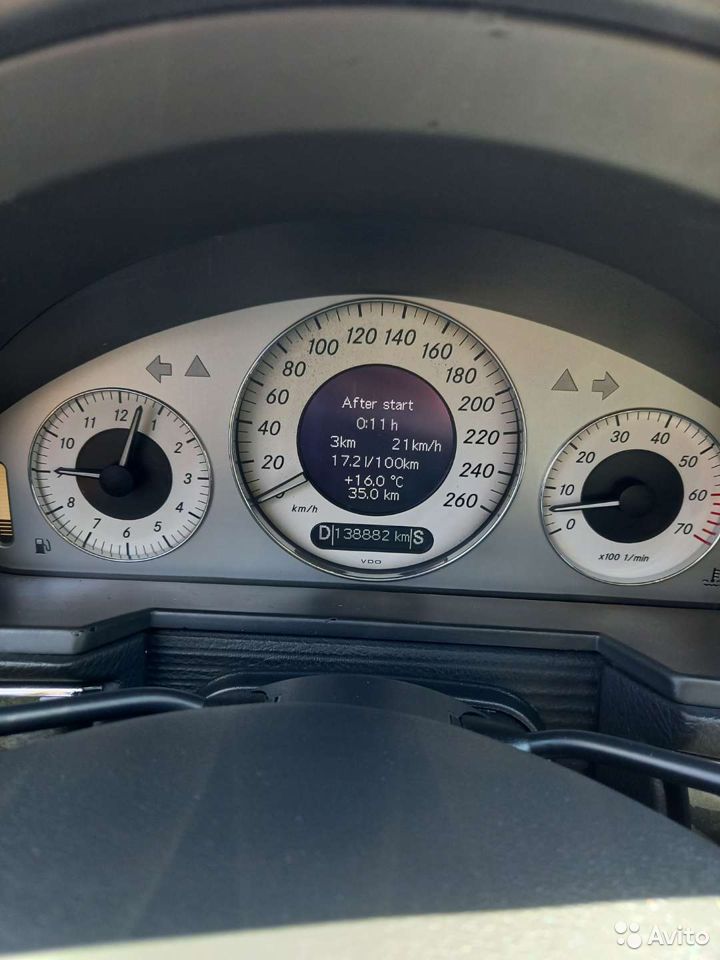 After start
0:11 h
3km 21km/h
17.2 l/100km
+16.0 °C
35.0 km
D 138882 km S
VDO
km/h
20 40 60 80 100 120 140 160 180 200 220 240 260
12 1 2 3 4 5 6 7 8 9 10 11
0 10 20 30 40 50 60 70
x100 1/min
Avito